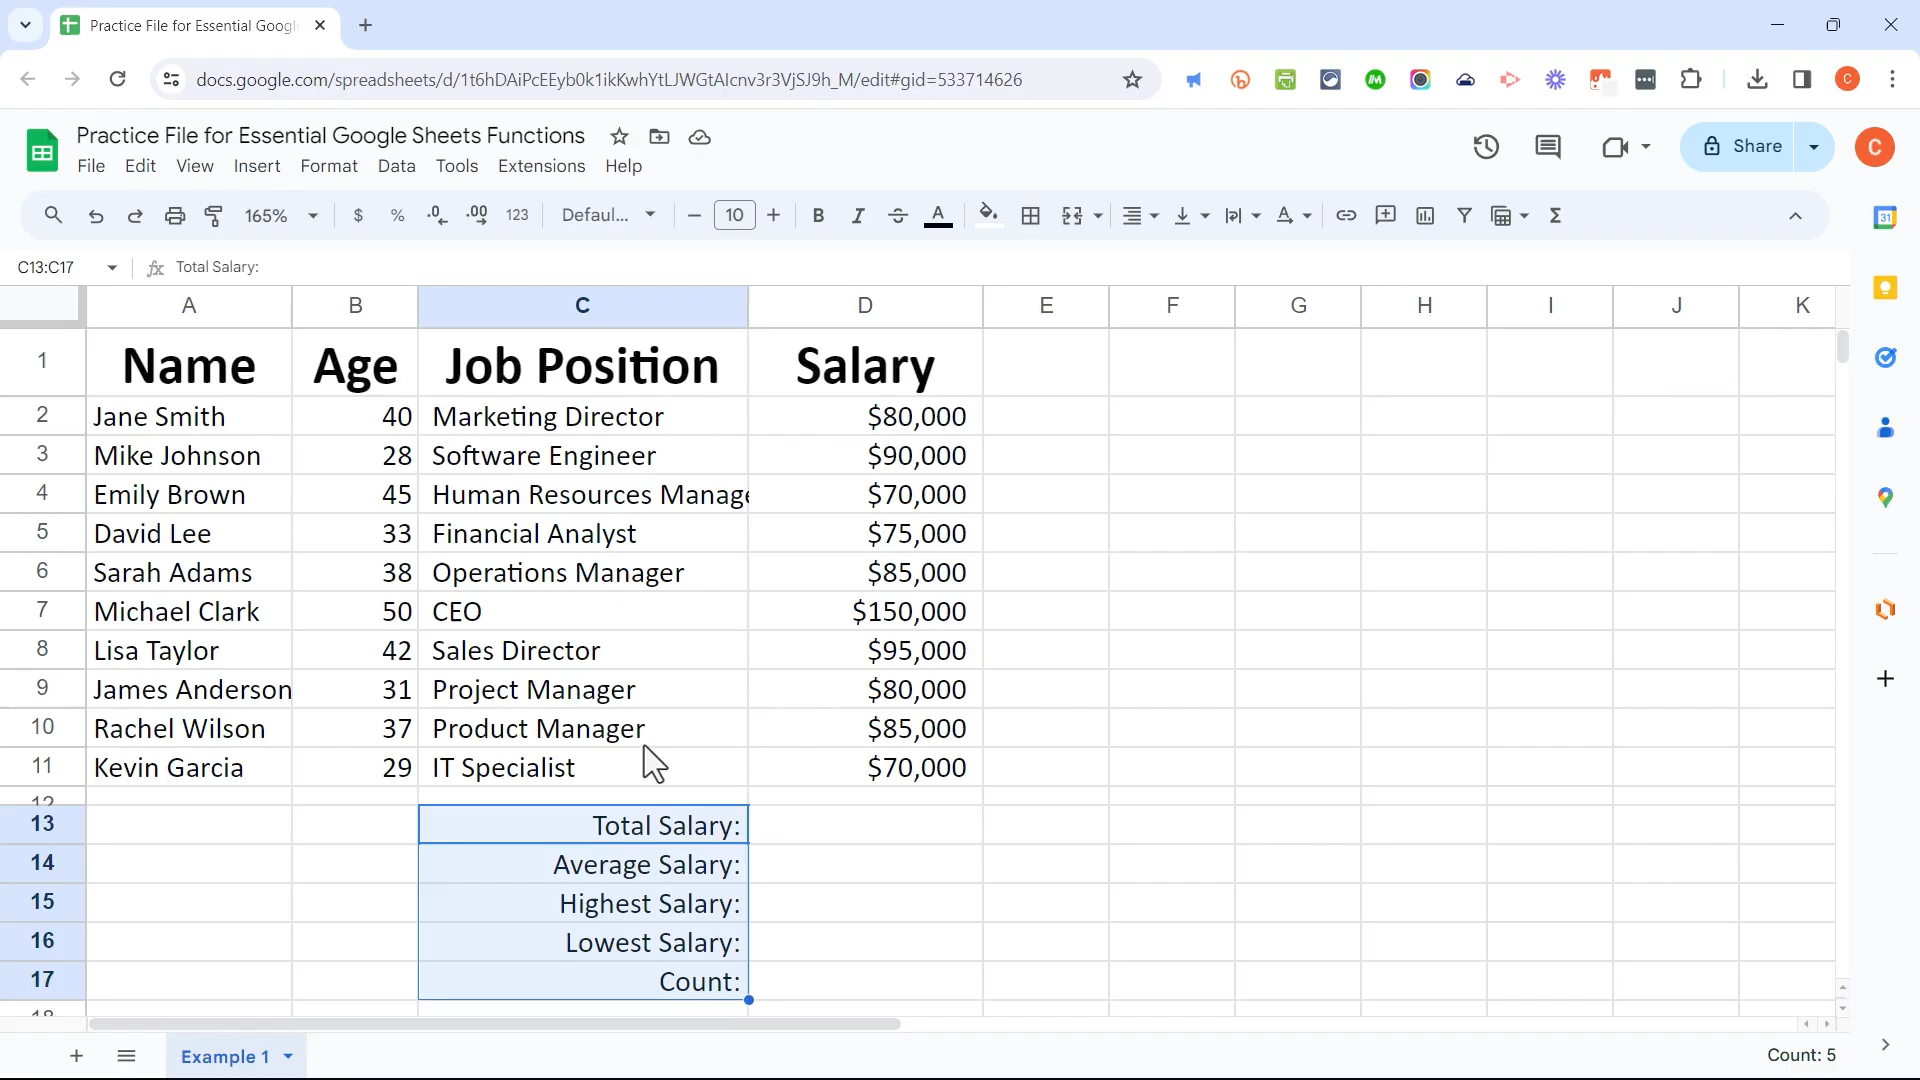 Practice File for Essential Googl
docs.google.com/spreadsheets/d/1t6hDAiPcEEyb0k1ikKwhYtLJWGtAIcnv3r3VjSJ9h_M/edit#gid=533714626
C
Practice File for Essential Google Sheets Functions
File Edit View Insert Format Data Tools Extensions Help
Share
C
165% $ % .0 .00 123 Defaul... 10 B I S A Σ
31
C13:C17 fx Total Salary:
A B C D E F G H I J K
1 Name Age Job Position Salary
2 Jane Smith 40 Marketing Director $80,000
3 Mike Johnson 28 Software Engineer $90,000
4 Emily Brown 45 Human Resources Manage $70,000
5 David Lee 33 Financial Analyst $75,000
6 Sarah Adams 38 Operations Manager $85,000
7 Michael Clark 50 CEO $150,000
8 Lisa Taylor 42 Sales Director $95,000
9 James Anderson 31 Project Manager $80,000
10 Rachel Wilson 37 Product Manager $85,000
11 Kevin Garcia 29 IT Specialist $70,000
12
13 Total Salary:
14 Average Salary:
15 Highest Salary:
16 Lowest Salary:
17 Count:
18
Example 1
Count: 5